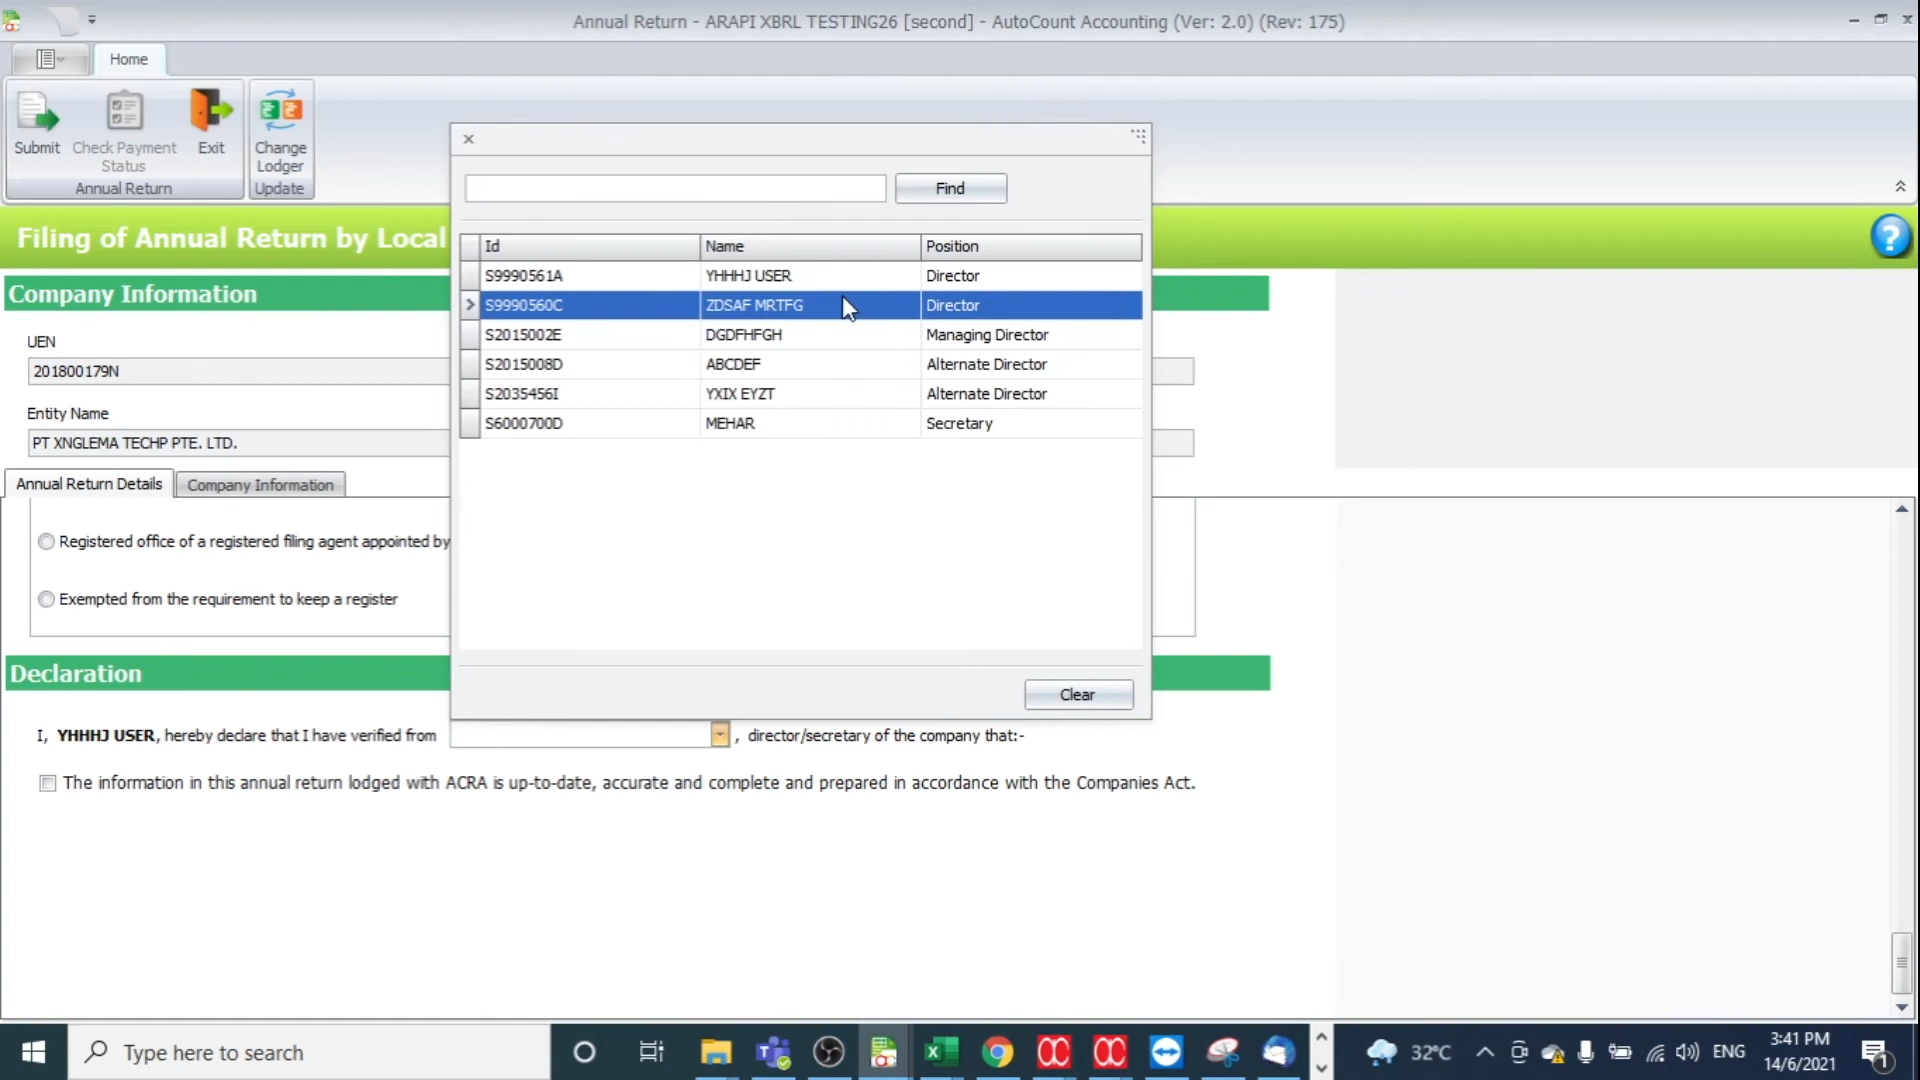 Annual Return - ARAPI XBRL TESTING26 [second] - AutoCount Accounting (Ver: 2.0) (Rev: 175)
Home
Submit
Check Payment Status
Exit
Change Lodger
Annual Return
Update
Find
Filing of Annual Return by Local
?
Id Name Position
S9990561A YHHHJ USER Director
S9990560C ZDSAF MRTFG Director
S2015002E DGDFHFGH Managing Director
S2015008D ABCDEF Alternate Director
S2035456I YXIX EYZT Alternate Director
S6000700D MEHAR Secretary
Clear
Company Information
UEN
201800179N
Entity Name
PT XNGLEMA TECHP PTE. LTD.
Annual Return Details Company Information
Registered office of a registered filing agent appointed by
Exempted from the requirement to keep a register
Declaration
I, YHHHJ USER, hereby declare that I have verified from , director/secretary of the company that:-
The information in this annual return lodged with ACRA is up-to-date, accurate and complete and prepared in accordance with the Companies Act.
Type here to search
32°C
ENG
3:41 PM
14/6/2021
1